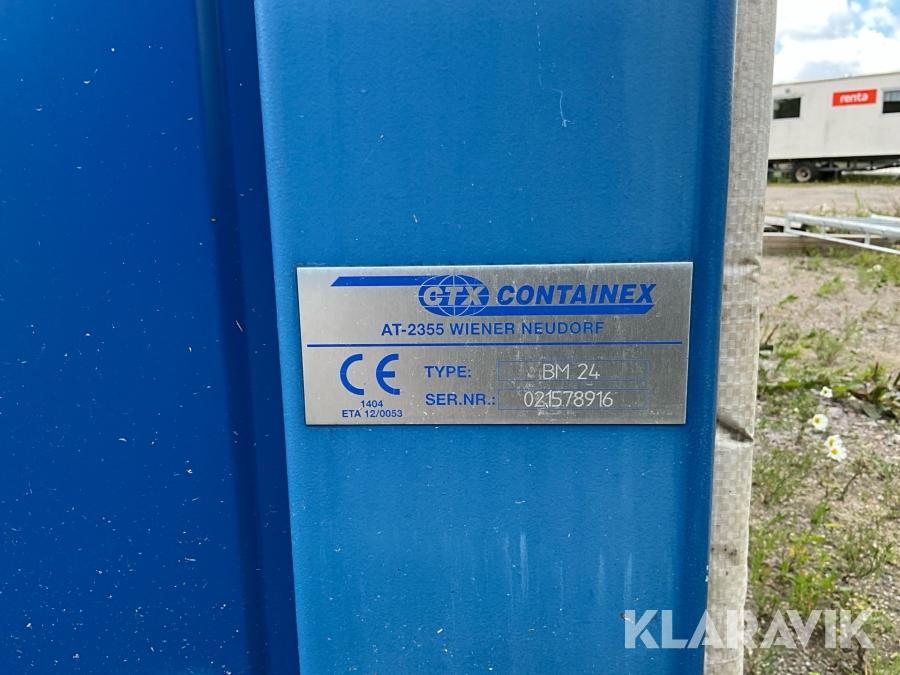 renta
CTX CONTAINEX
AT-2355 WIENER NEUDORF
CE
1404
ETA 12/0053
TYPE: BM 24
SER.NR.: 021578916
KLARAVIK